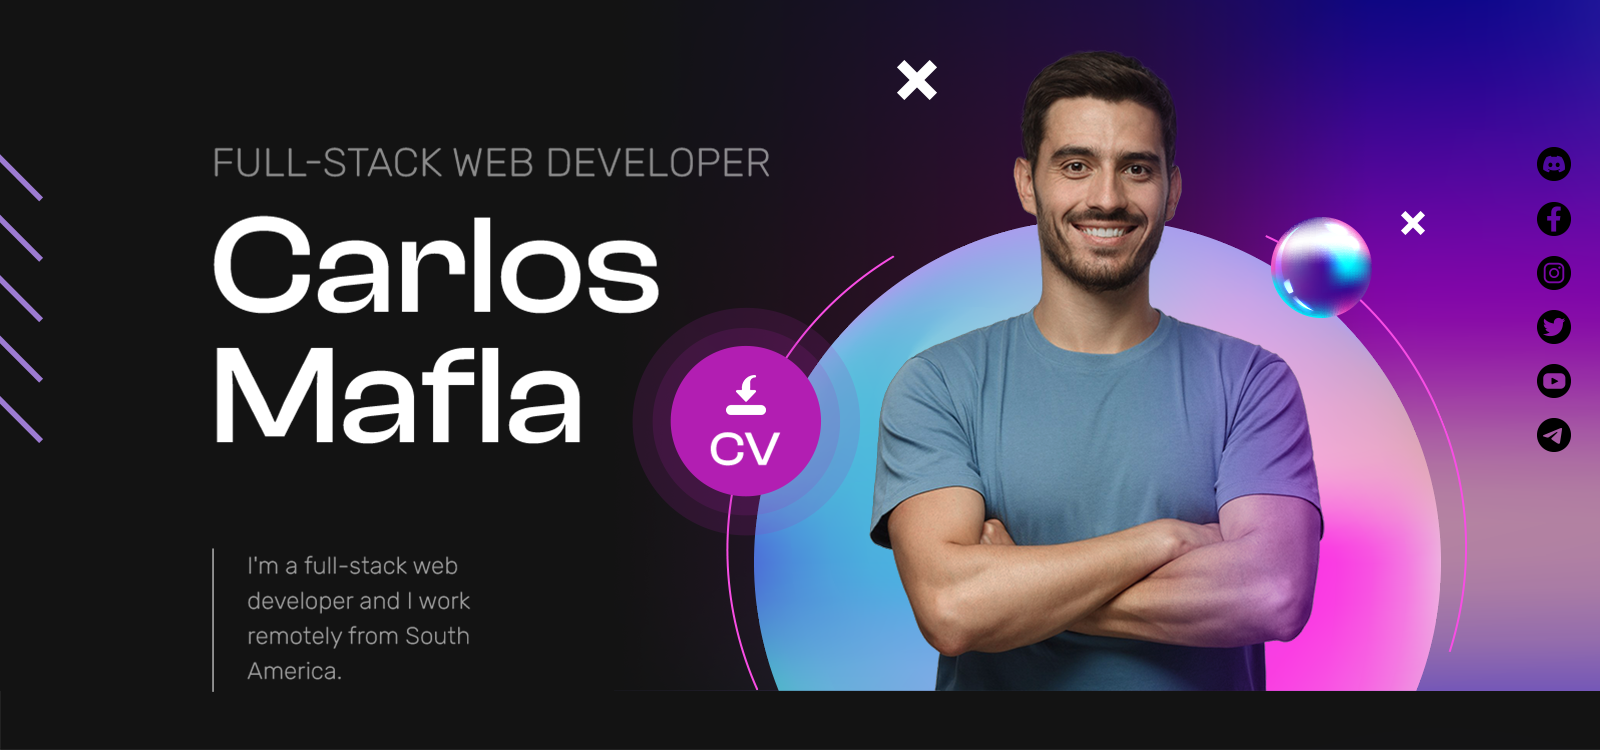 FULL-STACK WEB DEVELOPER
Carlos
Mafla
CV
I'm a full-stack web
developer and I work
remotely from South
America.